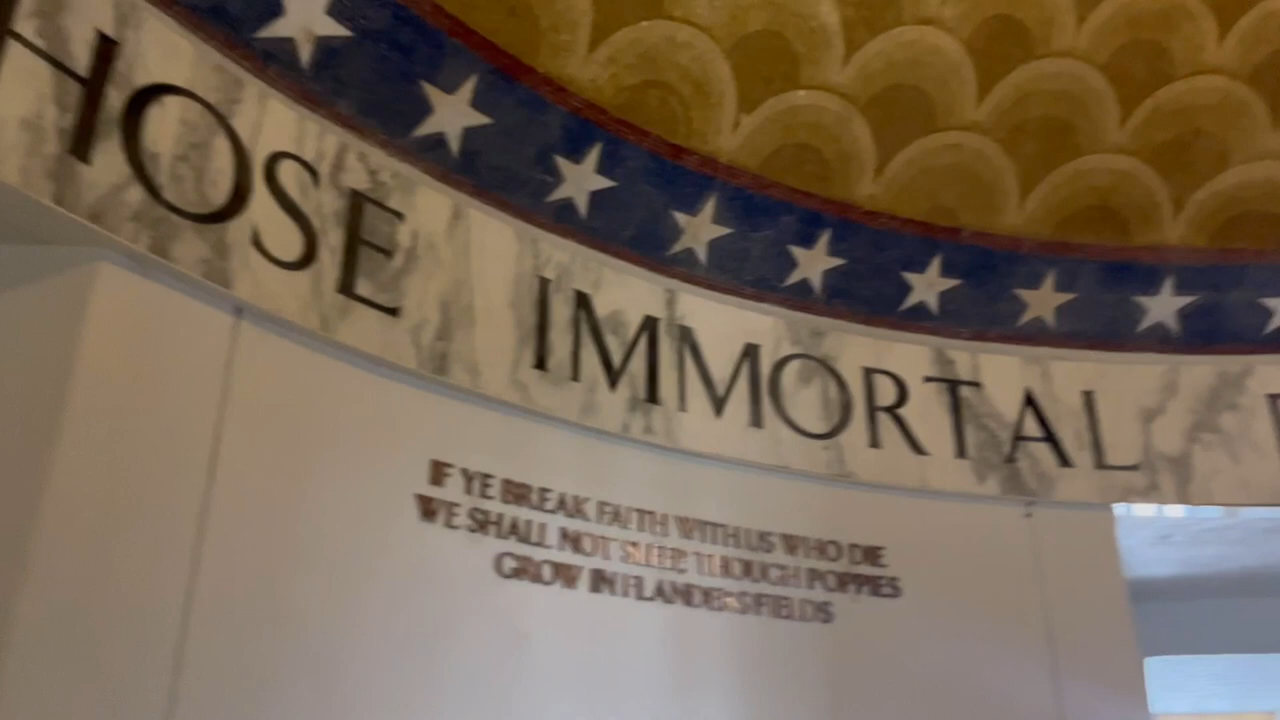 HOSE IMMORTAL
IF YE BREAK FAITH WITH US WHO DIE
WE SHALL NOT SLEEP, THOUGH POPPIES
GROW IN FLANDERS FIELDS